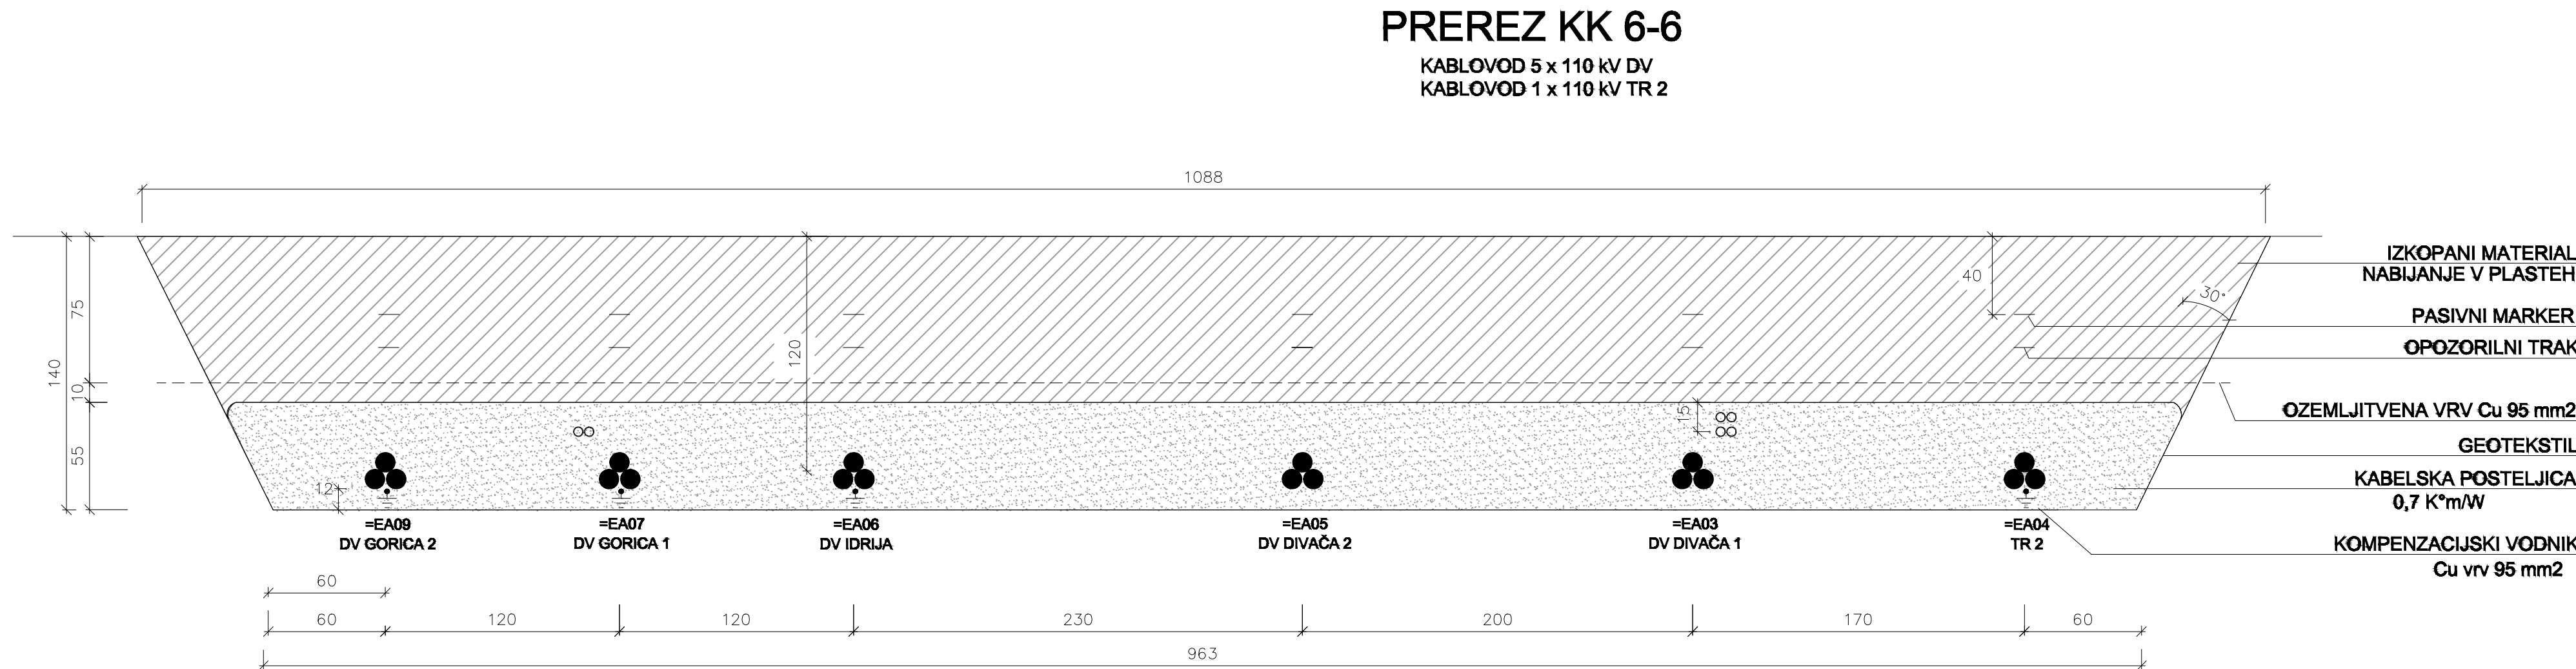 PREREZ KK 6-6
KABLOVOD 5 x 110 kV DV
KABLOVOD 1 x 110 kV TR 2
1088
IZKOPANI MATERIAL
NABIJANJE V PLASTEH
40
30°
75
PASIVNI MARKER
OPOZORILNI TRAK
120
140
10
OZEMLJITVENA VRV Cu 95 mm2
15
GEOTEKSTIL
55
KABELSKA POSTELJICA
0,7 K°m/W
12
=EA09
DV GORICA 2
=EA07
DV GORICA 1
=EA06
DV IDRIJA
=EA05
DV DIVAČA 2
=EA03
DV DIVAČA 1
=EA04
TR 2
KOMPENZACIJSKI VODNIK
Cu vrv 95 mm2
60
60 120 120 230 200 170 60
963